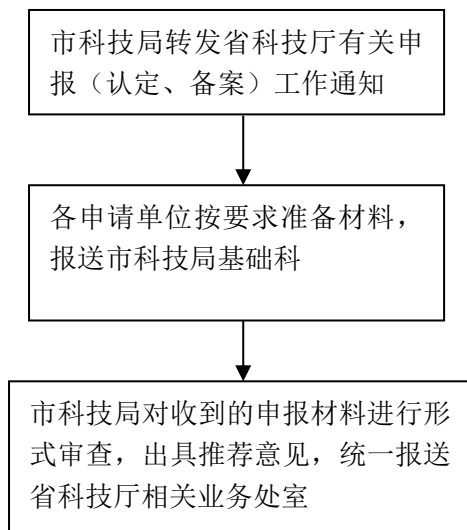 市科技局转发省科技厅有关申
报（认定、备案）工作通知
各申请单位按要求准备材料，
报送市科技局基础科
市科技局对收到的申报材料进行形
式审查，出具推荐意见，统一报送
省科技厅相关业务处室